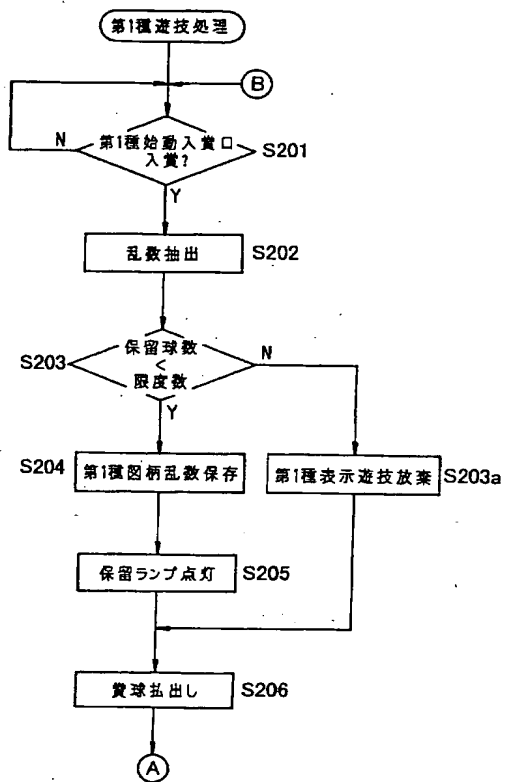 第1種遊技処理
B
N
第1種始動入賞口
入賞?
S201
Y
乱数抽出
S202
S203
保留球数
<
限度数
N
Y
S204
第1種図柄乱数保存
第1種表示遊技放棄
S203a
保留ランプ点灯
S205
賞球払出し
S206
A